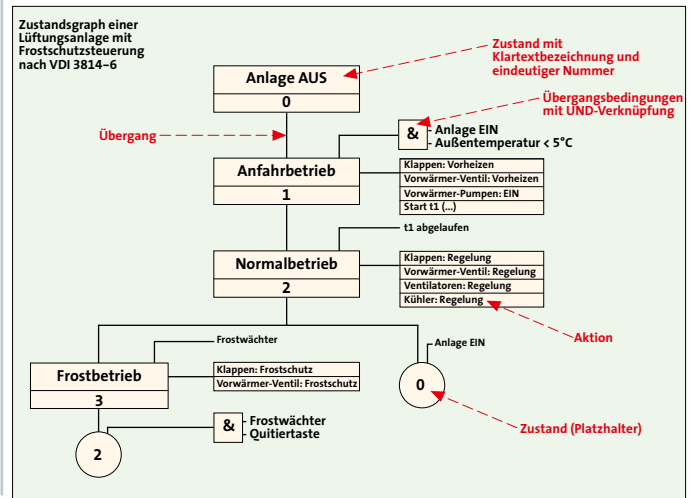 Zustandsgraph einer
Lüftungsanlage mit
Frostschutzsteuerung
nach VDI 3814–6
Zustand mit
Klartextbezeichnung und
eindeutiger Nummer
Anlage AUS
0
Übergangsbedingungen
mit UND-Verknüpfung
Übergang
&
- Anlage EIN
- Außentemperatur < 5°C
Anfahrbetrieb
1
Klappen: Vorheizen
Vorwärmer-Ventil: Vorheizen
Vorwärmer-Pumpen: EIN
Start t1 (...)
t1 abgelaufen
Normalbetrieb
2
Klappen: Regelung
Vorwärmer-Ventil: Regelung
Ventilatoren: Regelung
Kühler: Regelung
Aktion
Frostwächter
Anlage EIN
Frostbetrieb
3
Klappen: Frostschutz
Vorwärmer-Ventil: Frostschutz
0
&
- Frostwächter
- Quitiertaste
Zustand (Platzhalter)
2